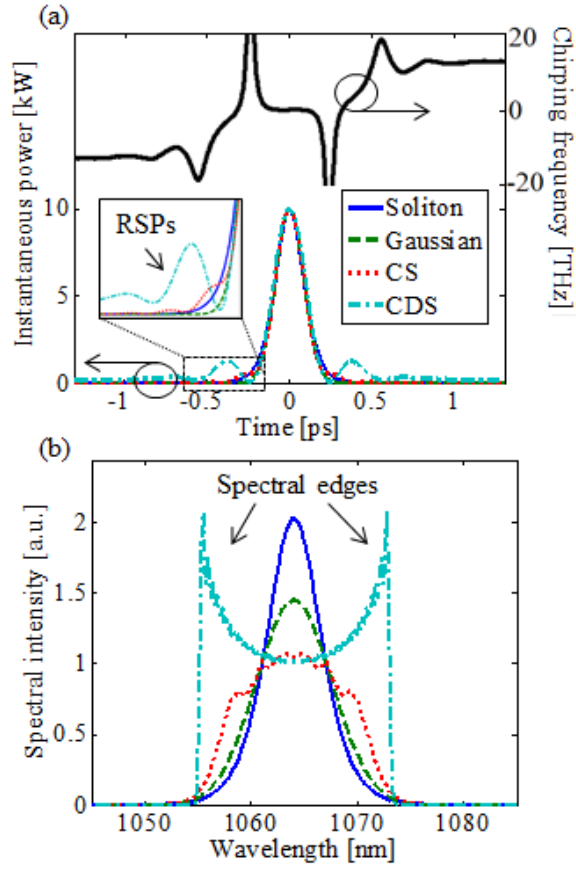 (a)
Instantaneous power [kW]
10
5
0
20
0
-20
Chirping frequency [THz]
RSPs
Soliton
Gaussian
CS
CDS
-1 -0.5 0 0.5 1
Time [ps]
(b)
Spectral edges
Spectral intensity [a.u.]
2
1.5
1
0.5
0
1050 1060 1070 1080
Wavelength [nm]